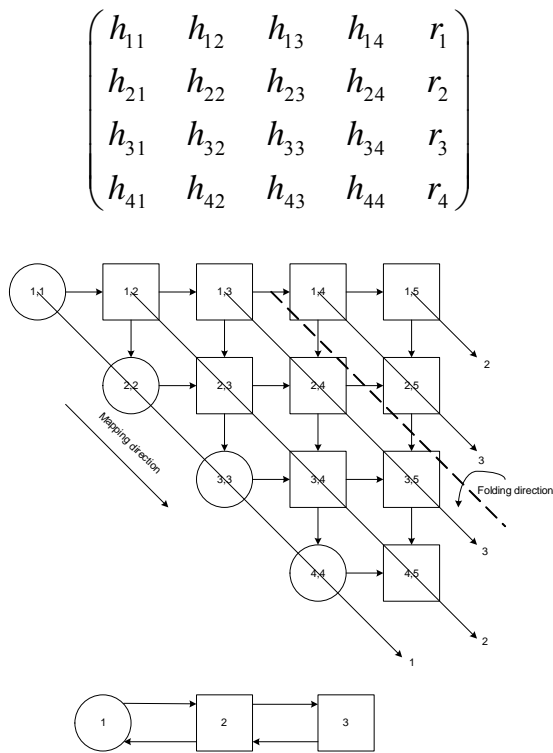 h11 h12 h13 h14 r1
h21 h22 h23 h24 r2
h31 h32 h33 h34 r3
h41 h42 h43 h44 r4
1,1 1,2 1,3 1,4 1,5
2
2,2 2,3 2,4 2,5
3
Mapping direction
3,3 3,4 3,5
Folding direction
3
4,4 4,5
2
1
1 2 3